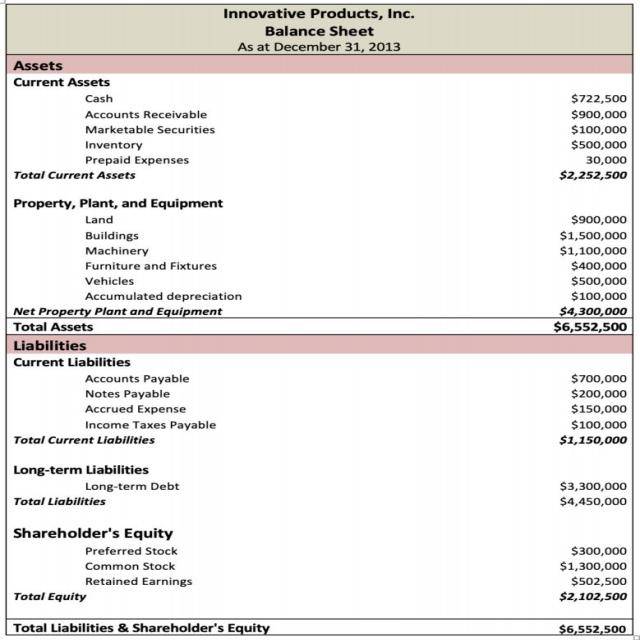 Innovative Products, Inc.
Balance Sheet
As at December 31, 2013
Assets
Current Assets
Cash $722,500
Accounts Receivable $900,000
Marketable Securities $100,000
Inventory $500,000
Prepaid Expenses 30,000
Total Current Assets $2,252,500
Property, Plant, and Equipment
Land $900,000
Buildings $1,500,000
Machinery $1,100,000
Furniture and Fixtures $400,000
Vehicles $500,000
Accumulated depreciation $100,000
Net Property Plant and Equipment $4,300,000
Total Assets $6,552,500
Liabilities
Current Liabilities
Accounts Payable $700,000
Notes Payable $200,000
Accrued Expense $150,000
Income Taxes Payable $100,000
Total Current Liabilities $1,150,000
Long-term Liabilities
Long-term Debt $3,300,000
Total Liabilities $4,450,000
Shareholder's Equity
Preferred Stock $300,000
Common Stock $1,300,000
Retained Earnings $502,500
Total Equity $2,102,500
Total Liabilities & Shareholder's Equity $6,552,500